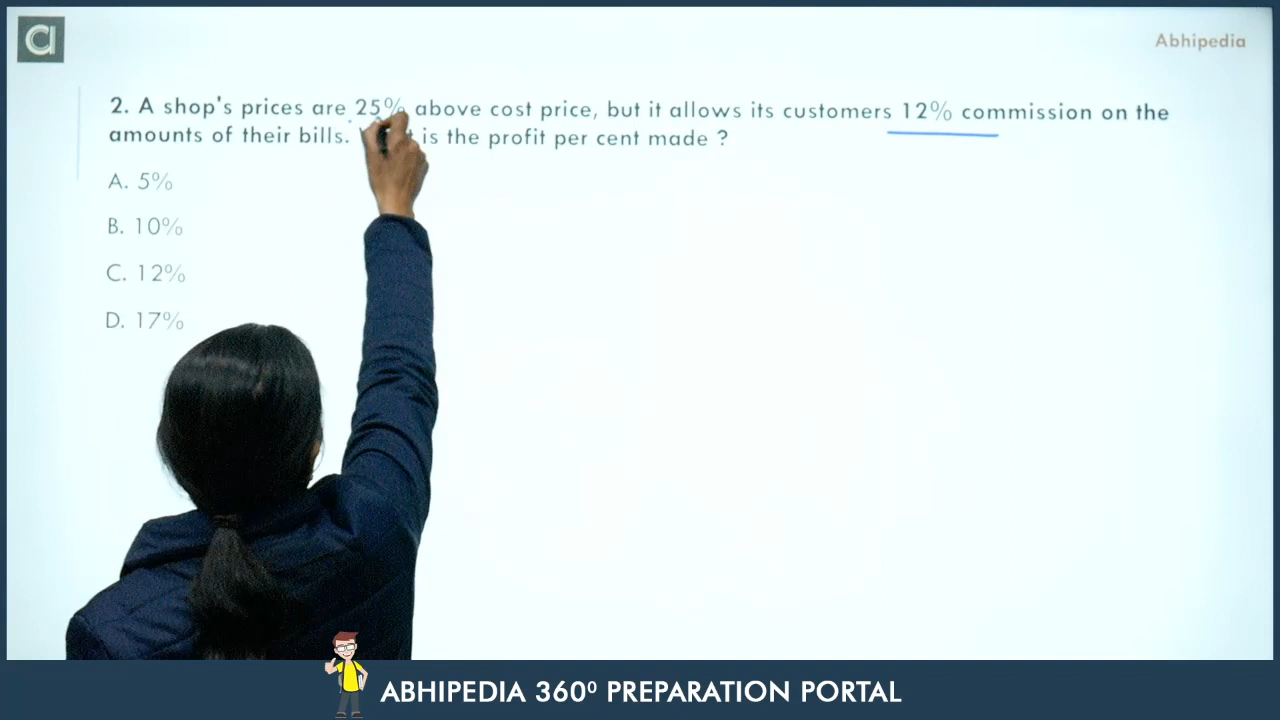 Abhipedia
2. A shop's prices are 25% above cost price, but it allows its customers 12% commission on the
amounts of their bills. is the profit per cent made ?
A. 5%
B. 10%
C. 12%
D. 17%
ABHIPEDIA 360⁰ PREPARATION PORTAL